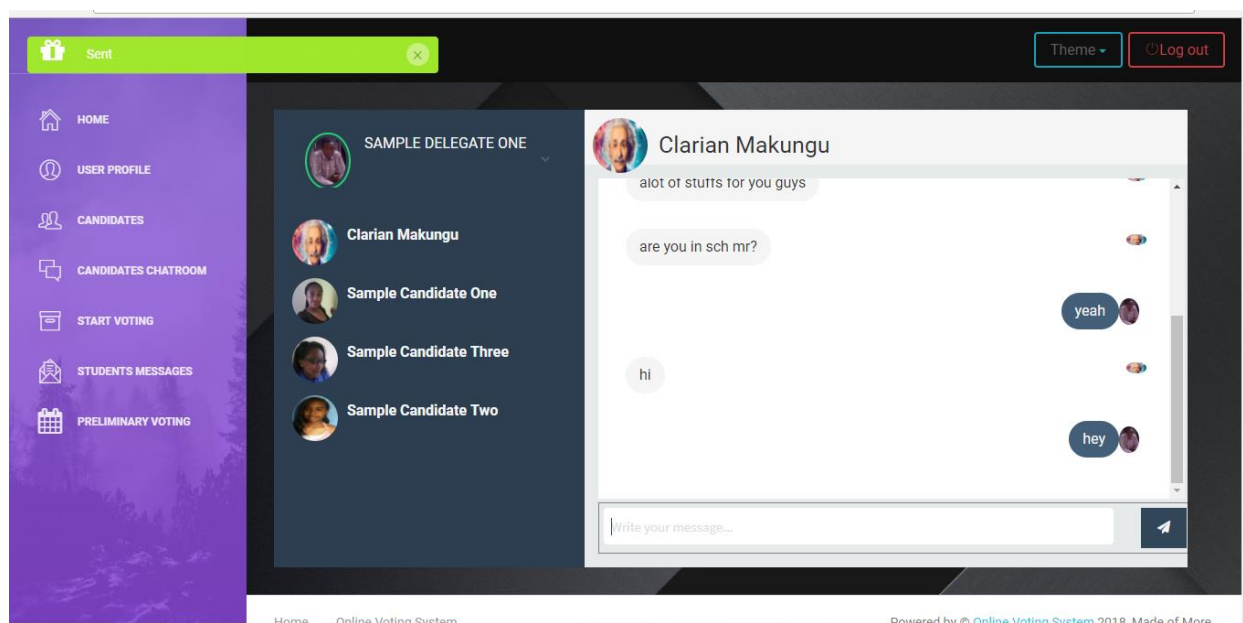 Sent
Theme
Log out
HOME
USER PROFILE
CANDIDATES
CANDIDATES CHATROOM
START VOTING
STUDENTS MESSAGES
PRELIMINARY VOTING
SAMPLE DELEGATE ONE
Clarian Makungu
Sample Candidate One
Sample Candidate Three
Sample Candidate Two
Clarian Makungu
alot of stuffs for you guys
are you in sch mr?
yeah
hi
hey
Write your message...
Home Online Voting System
Powered by © Online Voting System 2018. Made of More